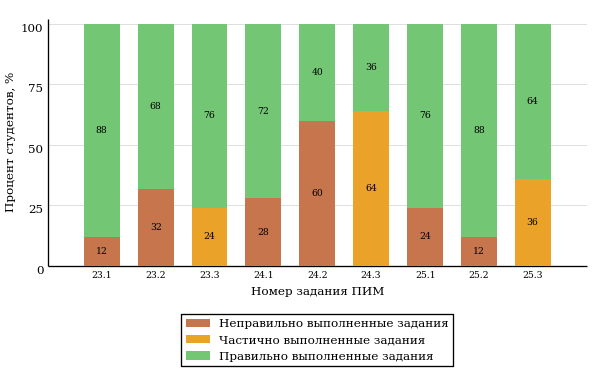 100
75
50
25
0
Процент студентов, %
88 68 76 72 40 36 76 88 64
12 32 24 28 60 64 24 12 36
23.1 23.2 23.3 24.1 24.2 24.3 25.1 25.2 25.3
Номер задания ПИМ
Неправильно выполненные задания
Частично выполненные задания
Правильно выполненные задания